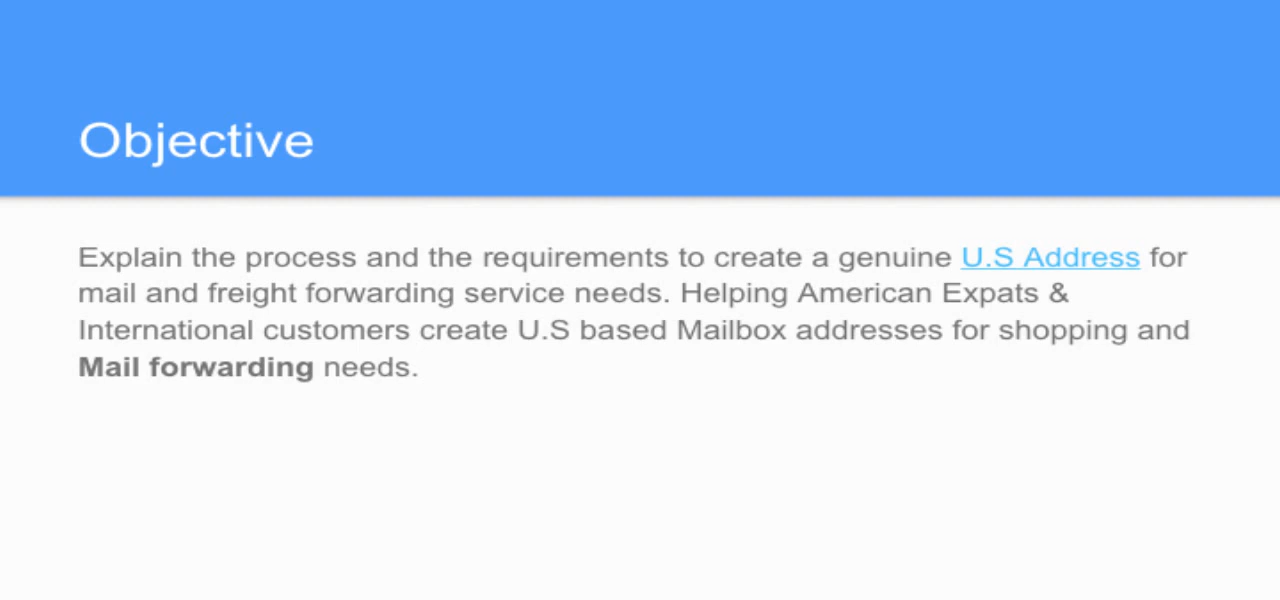 Objective
Explain the process and the requirements to create a genuine U.S Address for
mail and freight forwarding service needs. Helping American Expats &
International customers create U.S based Mailbox addresses for shopping and
Mail forwarding needs.